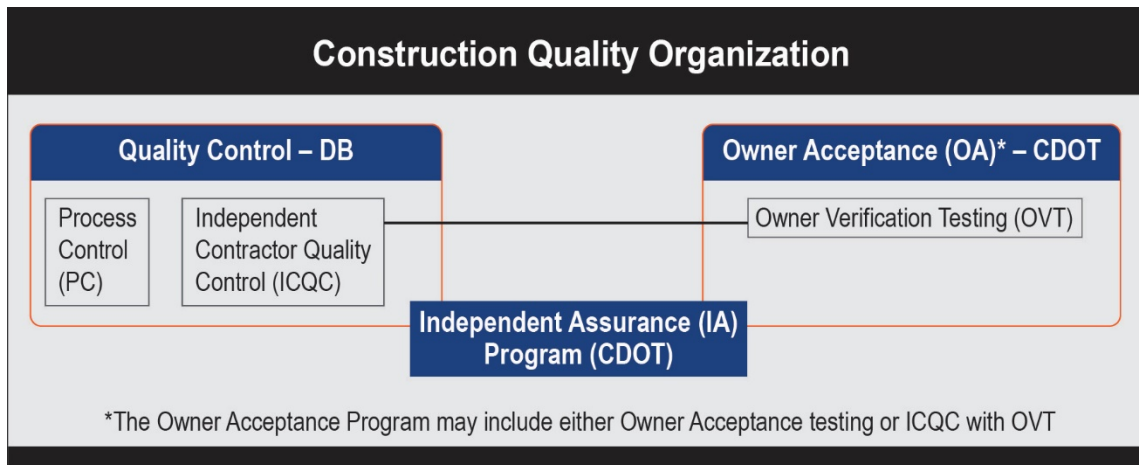 Construction Quality Organization
Quality Control – DB
Owner Acceptance (OA)* – CDOT
Process
Control
(PC)
Independent
Contractor Quality
Control (ICQC)
Owner Verification Testing (OVT)
Independent Assurance (IA)
Program (CDOT)
*The Owner Acceptance Program may include either Owner Acceptance testing or ICQC with OVT